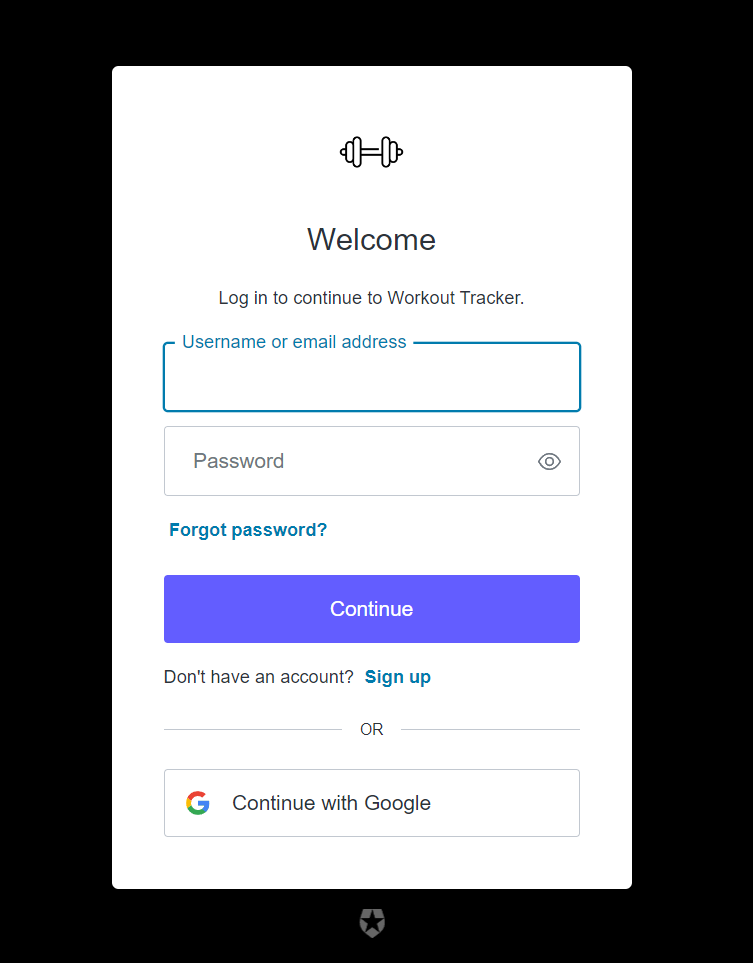 Welcome
Log in to continue to Workout Tracker.
Username or email address
Password
Forgot password?
Continue
Don't have an account? Sign up
OR
Continue with Google